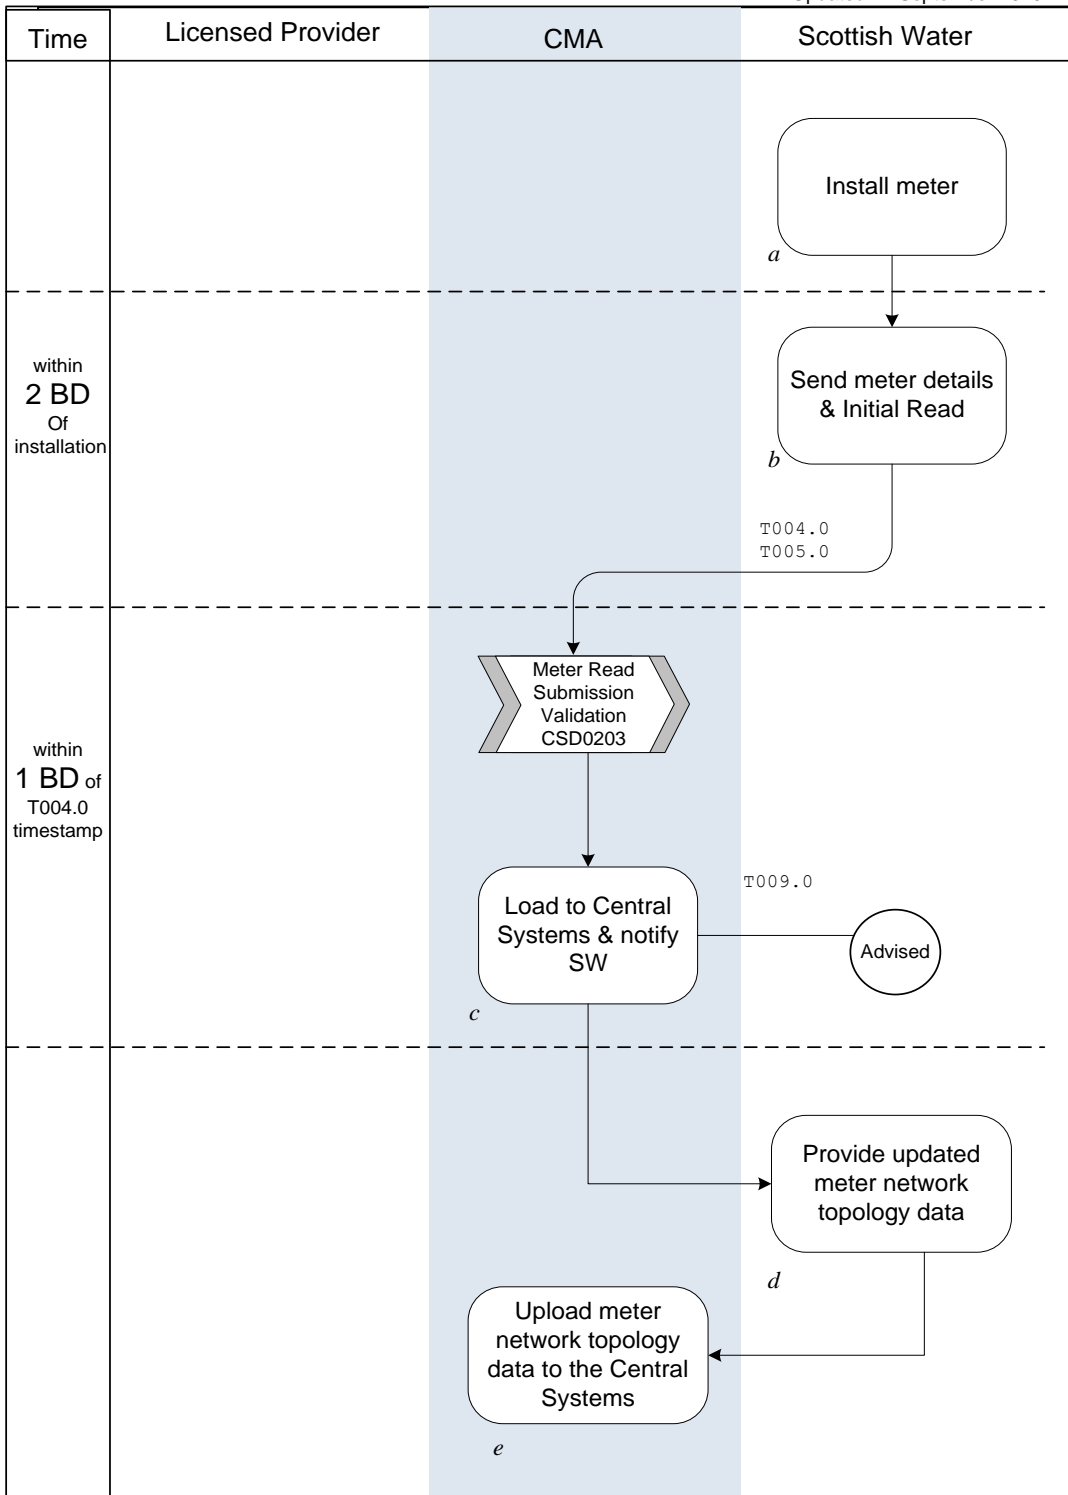 Time
Licensed Provider
CMA
Scottish Water
Install meter
a
within
2 BD
Of
installation
Send meter details
& Initial Read
b
T004.0
T005.0
Meter Read
Submission
Validation
CSD0203
within
1 BD of
T004.0
timestamp
Load to Central
Systems & notify
SW
c
T009.0
Advised
Provide updated
meter network
topology data
d
Upload meter
network topology
data to the Central
Systems
e